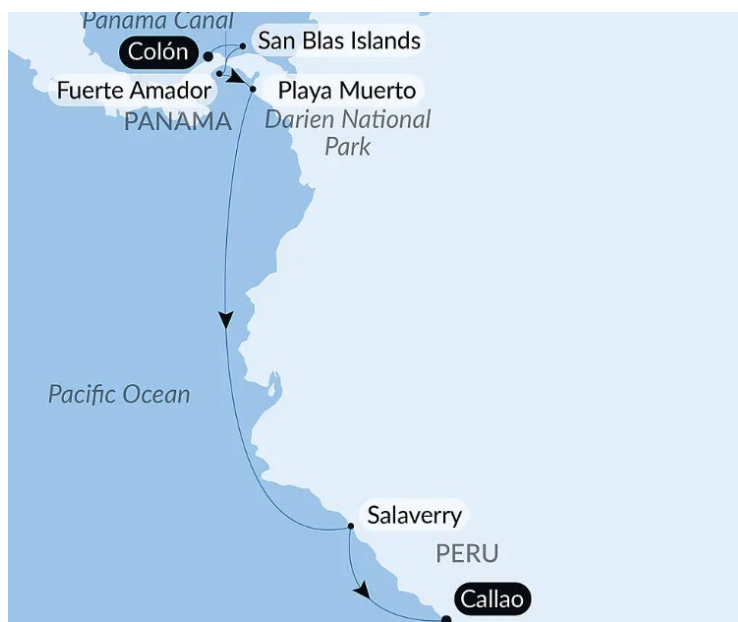 Panama Canal
San Blas Islands
Colón
Fuerte Amador
Playa Muerto
PANAMA
Darien National
Park
Pacific Ocean
Salaverry
PERU
Callao